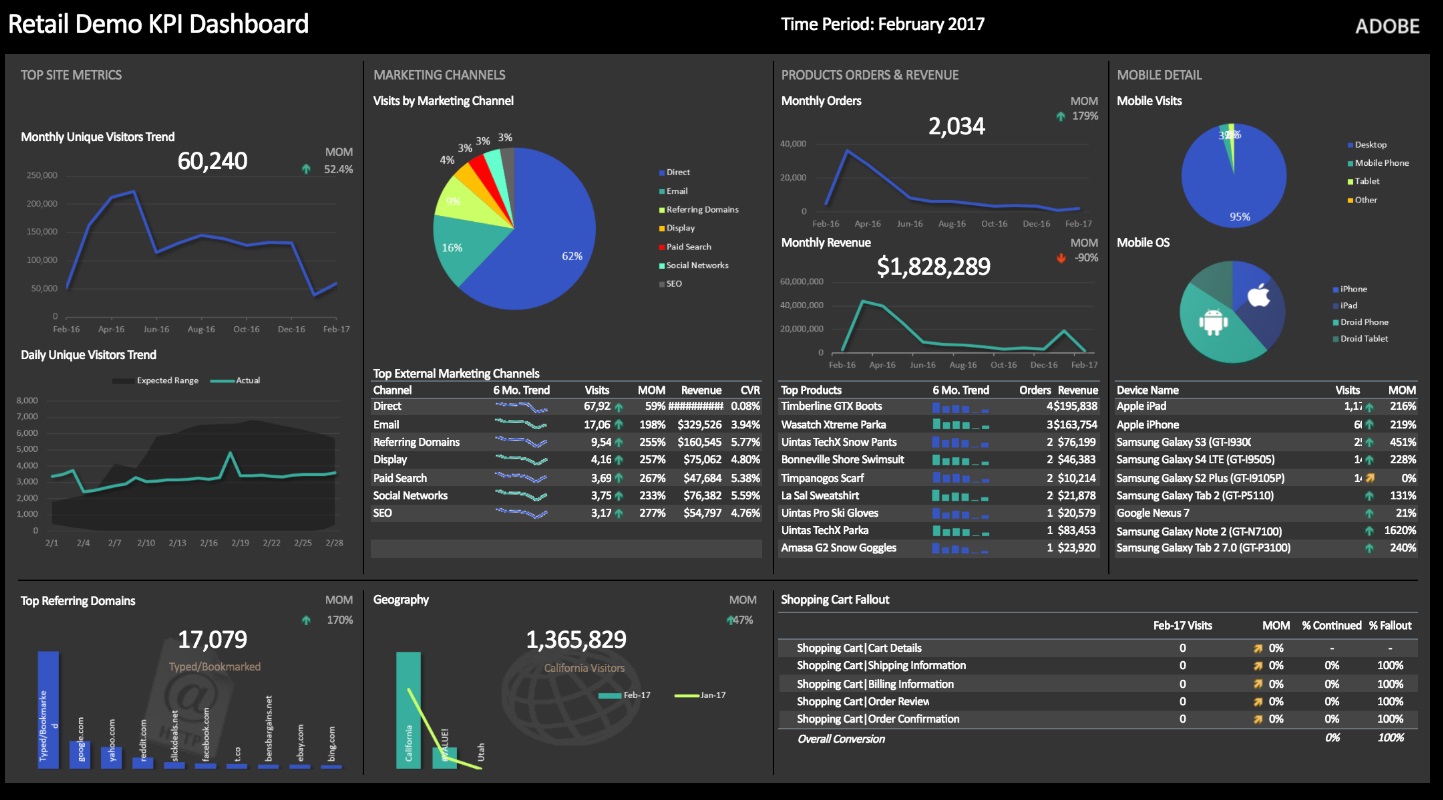 Retail Demo KPI Dashboard
Time Period: February 2017
ADOBE
TOP SITE METRICS
Monthly Unique Visitors Trend
60,240
MOM
52.4%
250,000
200,000
150,000
100,000
50,000
0
Feb-16 Apr-16 Jun-16 Aug-16 Oct-16 Dec-16 Feb-17
Daily Unique Visitors Trend
Expected Range Actual
8,000
7,000
6,000
5,000
4,000
3,000
2,000
1,000
0
2/1 2/4 2/7 2/10 2/13 2/16 2/19 2/22 2/25 2/28
MARKETING CHANNELS
Visits by Marketing Channel
3%
3%
3%
4%
9%
16%
62%
Direct
Email
Referring Domains
Display
Paid Search
Social Networks
SEO
Top External Marketing Channels
Channel 6 Mo. Trend Visits MOM Revenue CVR
Direct 67,92 59% ########## 0.08%
Email 17,06 198% $329,526 3.94%
Referring Domains 9,54 255% $160,545 5.77%
Display 4,16 257% $75,062 4.80%
Paid Search 3,69 267% $47,684 5.38%
Social Networks 3,75 233% $76,382 5.59%
SEO 3,17 277% $54,797 4.76%
PRODUCTS ORDERS & REVENUE
Monthly Orders
2,034
MOM
179%
40,000
20,000
0
Feb-16 Apr-16 Jun-16 Aug-16 Oct-16 Dec-16 Feb-17
Monthly Revenue
$1,828,289
MOM
-90%
60,000,000
40,000,000
20,000,000
0
Feb-16 Apr-16 Jun-16 Aug-16 Oct-16 Dec-16 Feb-17
Top Products 6 Mo. Trend Orders Revenue
Timberline GTX Boots 4 $195,838
Wasatch Xtreme Parka 3 $163,754
Uintas TechX Snow Pants 2 $76,199
Bonneville Shore Swimsuit 2 $46,383
Timpanogos Scarf 2 $10,214
La Sal Sweatshirt 2 $21,878
Uintas Pro Ski Gloves 1 $20,579
Uintas TechX Parka 1 $83,453
Amasa G2 Snow Goggles 1 $23,920
MOBILE DETAIL
Mobile Visits
95%
Desktop
Mobile Phone
Tablet
Other
Mobile OS
iPhone
iPad
Droid Phone
Droid Tablet
Device Name Visits MOM
Apple iPad 1,17 216%
Apple iPhone 219%
Samsung Galaxy S3 (GT-I930X 451%
Samsung Galaxy S4 LTE (GT-I9505) 228%
Samsung Galaxy S2 Plus (GT-I9105P) 0%
Samsung Galaxy Tab 2 (GT-P5110) 131%
Google Nexus 7 21%
Samsung Galaxy Note 2 (GT-N7100) 1620%
Samsung Galaxy Tab 2 7.0 (GT-P3100) 240%
Top Referring Domains
MOM
170%
17,079
Typed/Bookmarked
Typed/Bookmarke
d
google.com
yahoo.com
reddit.com
slickdeals.net
facebook.com
t.co
bensbargains.net
ebay.com
bing.com
Geography
MOM
47%
1,365,829
California Visitors
Feb-17 Jan-17
California
Utah
Shopping Cart Fallout
Feb-17 Visits MOM % Continued % Fallout
Shopping Cart|Cart Details 0 0% - -
Shopping Cart|Shipping Information 0 0% 0% 100%
Shopping Cart|Billing Information 0 0% 0% 100%
Shopping Cart|Order Review 0 0% 0% 100%
Shopping Cart|Order Confirmation 0 0% 0% 100%
Overall Conversion 0% 100%